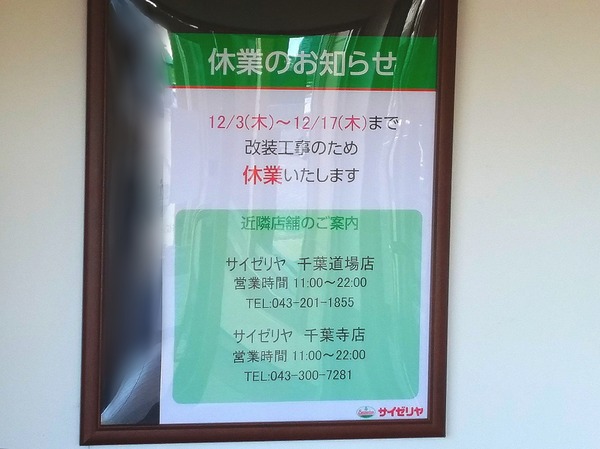 休業のお知らせ
12/3(木)～12/17(木)まで
改装工事のため
休業いたします
近隣店舗のご案内
サイゼリヤ 千葉道場店
営業時間 11:00～22:00
TEL:043-201-1855
サイゼリヤ 千葉寺店
営業時間 11:00～22:00
TEL:043-300-7281
サイゼリヤ